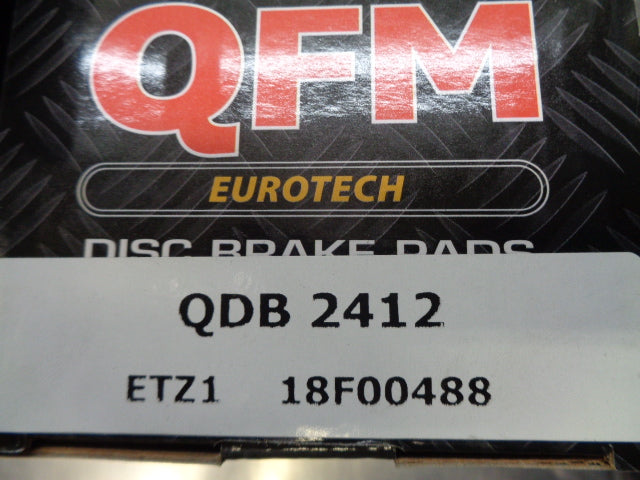 QFM
EUROTECH
DISC BRAKE PADS
QDB 2412
ETZ1 18F00488